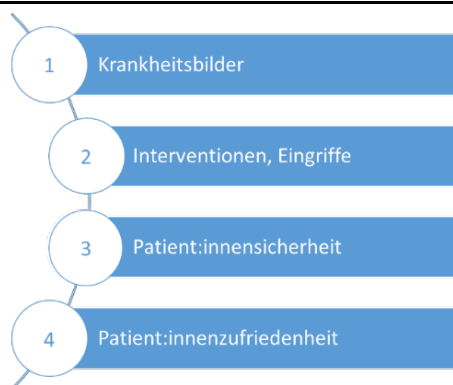 1 Krankheitsbilder
2 Interventionen, Eingriffe
3 Patient:innensicherheit
4 Patient:innenzufriedenheit